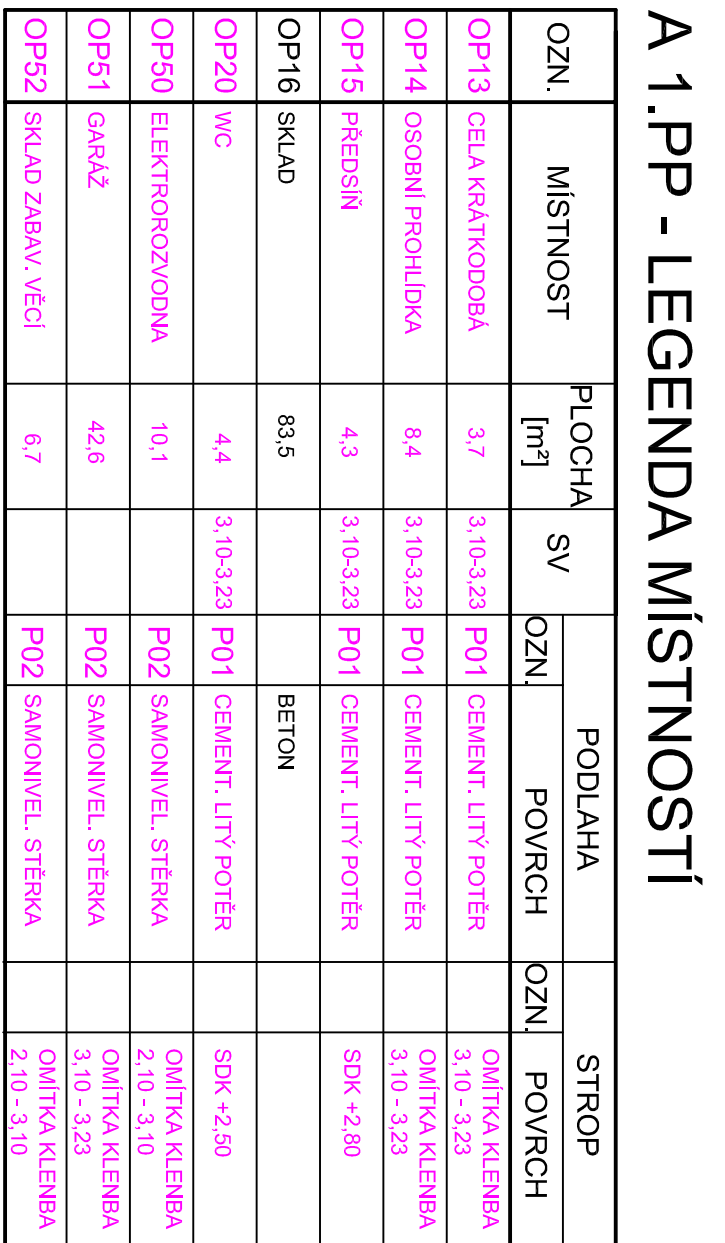 A 1.PP - LEGENDA MÍSTNOSTÍ
OZN. MÍSTNOST PLOCHA [m²] SV PODLAHA STROP
OZN. POVRCH OZN. POVRCH
OP13 CELA KRÁTKODOBÁ 3,7 3,10-3,23 P01 CEMENT. LITÝ POTĚR OMÍTKA KLENBA
3,10 - 3,23
OP14 OSOBNÍ PROHLÍDKA 8,4 3,10-3,23 P01 CEMENT. LITÝ POTĚR OMÍTKA KLENBA
3,10 - 3,23
OP15 PŘEDSÍŇ 4,3 3,10-3,23 P01 CEMENT. LITÝ POTĚR SDK +2,80
OP16 SKLAD 83,5 BETON
OP20 WC 4,4 3,10-3,23 P01 CEMENT. LITÝ POTĚR SDK +2,50
OP50 ELEKTROROZVODNA 10,1 P02 SAMONIVEL. STĚRKA OMÍTKA KLENBA
2,10 - 3,10
OP51 GARÁŽ 42,6 P02 SAMONIVEL. STĚRKA OMÍTKA KLENBA
3,10 - 3,23
OP52 SKLAD ZABAV. VĚCÍ 6,7 P02 SAMONIVEL. STĚRKA OMÍTKA KLENBA
2,10 - 3,10